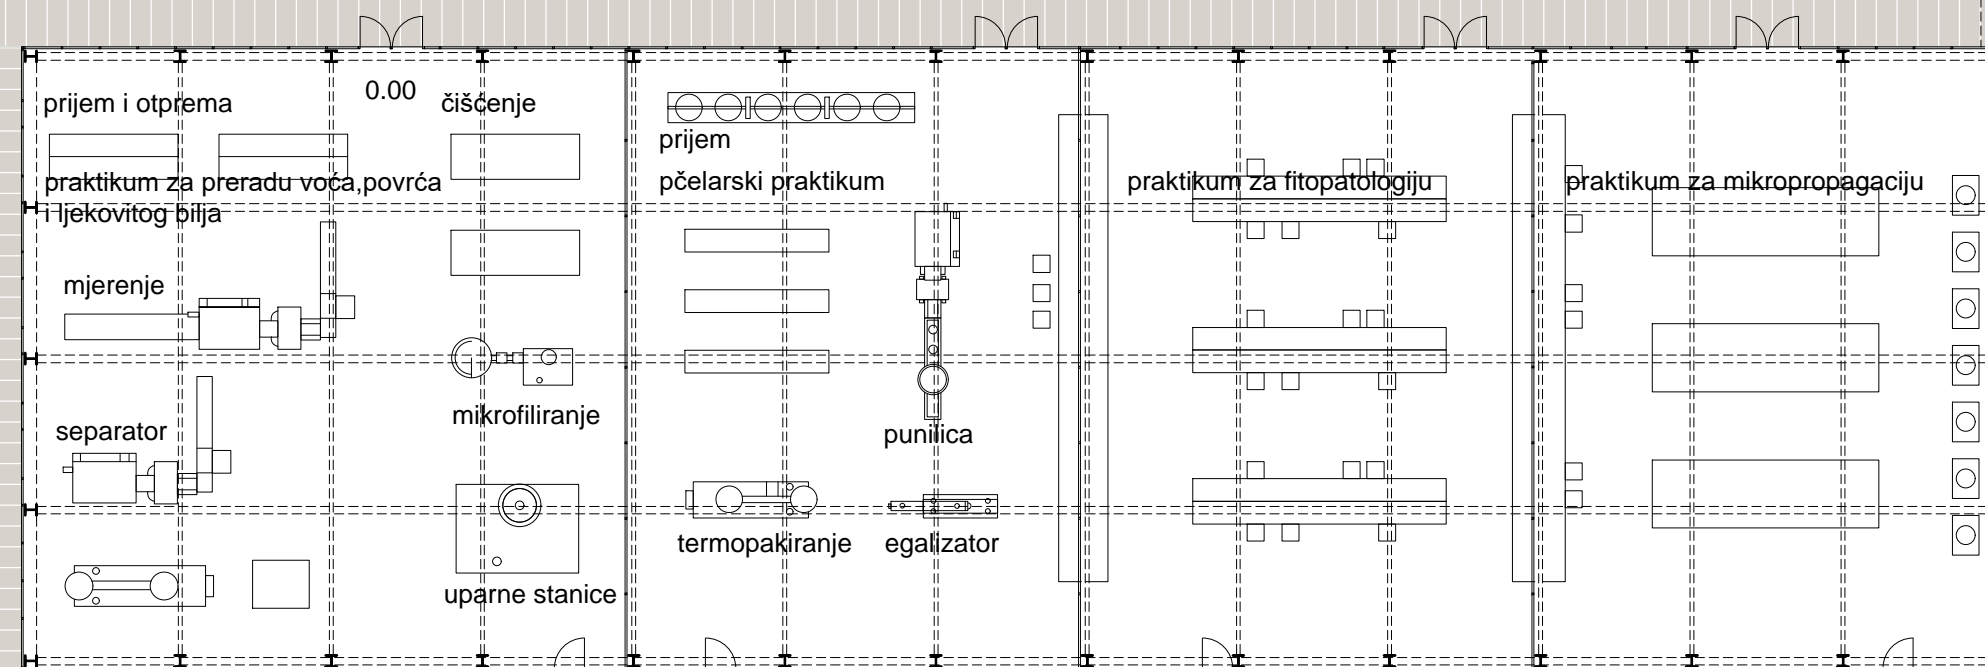 0.00
prijem i otprema
čišćenje
prijem
praktikum za preradu voća,povrća
i ljekovitog bilja
pčelarski praktikum
praktikum za fitopatologiju
praktikum za mikropropagaciju
mjerenje
mikrofiliranje
separator
punilica
termopakiranje
egalizator
uparne stanice